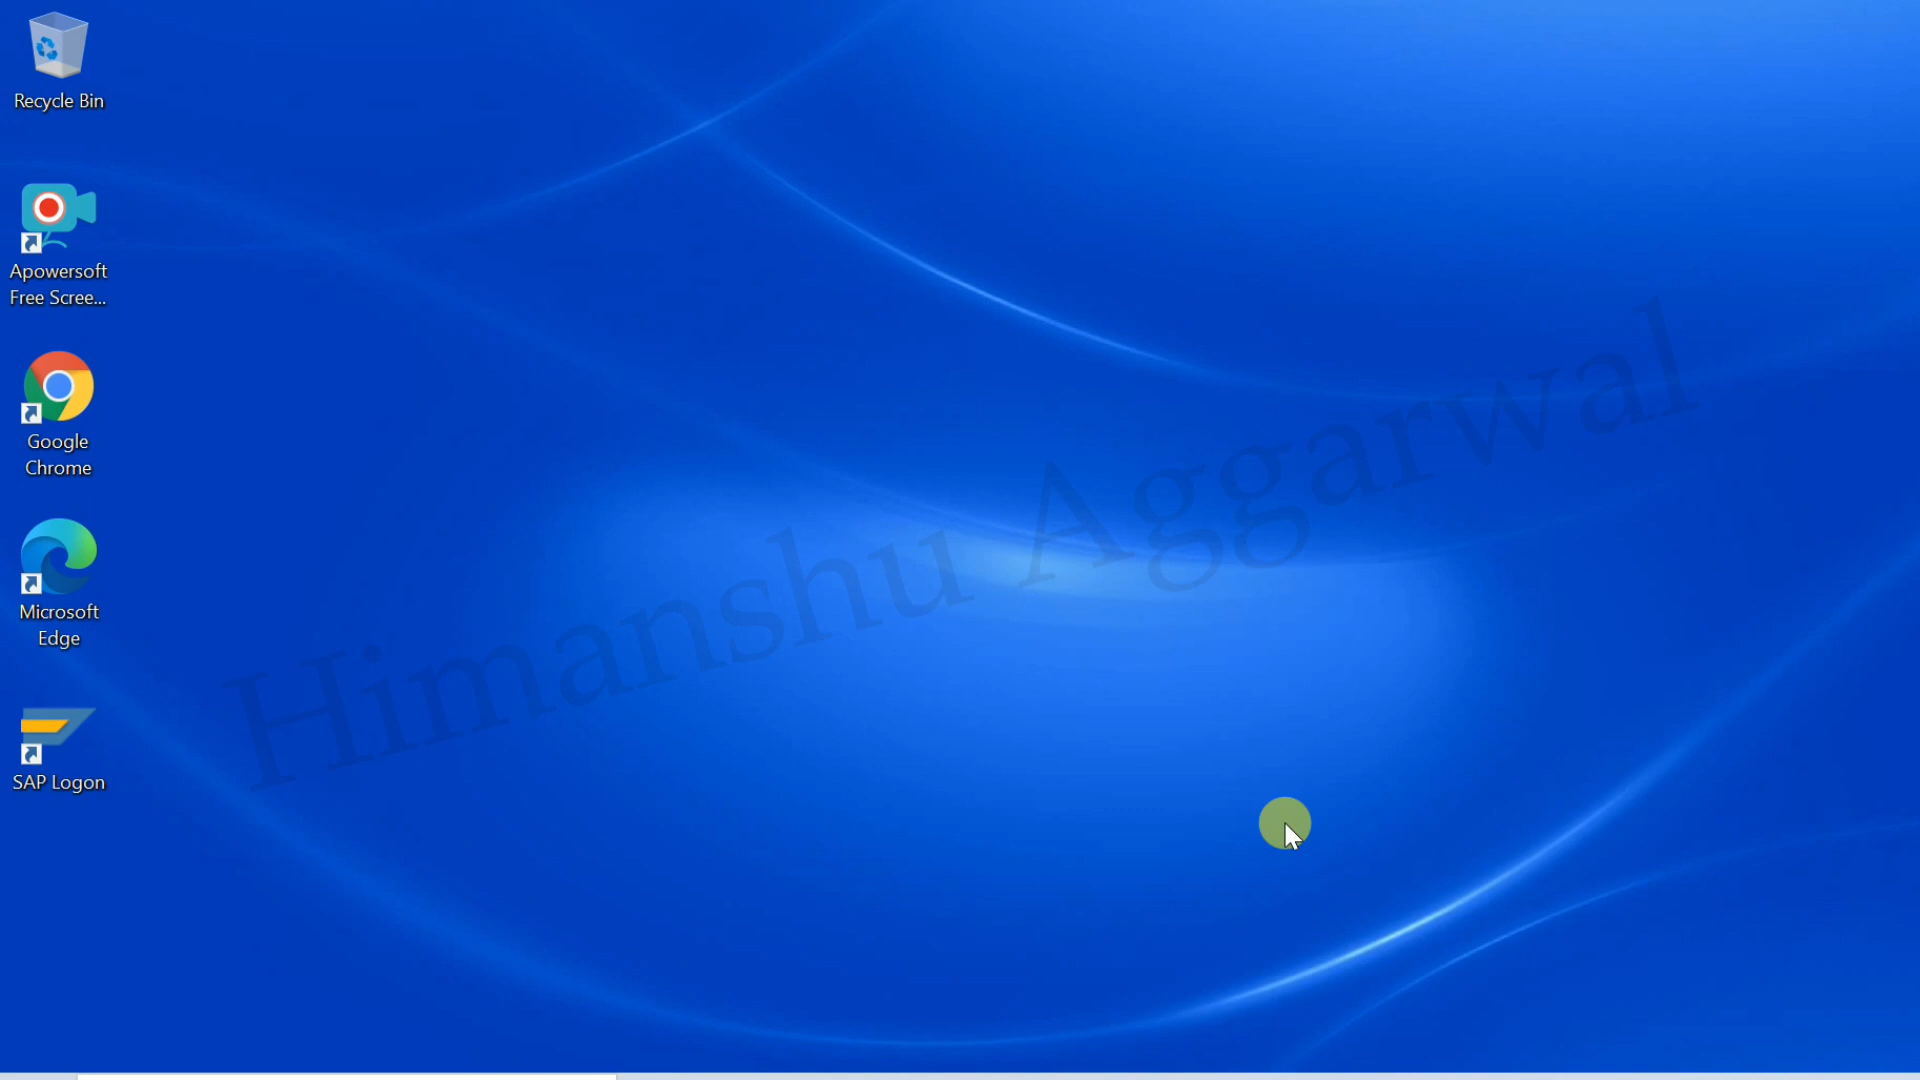 Recycle Bin
Apowersoft
Free Scree...
Google
Chrome
Microsoft
Edge
SAP Logon
Himanshu Aggarwal